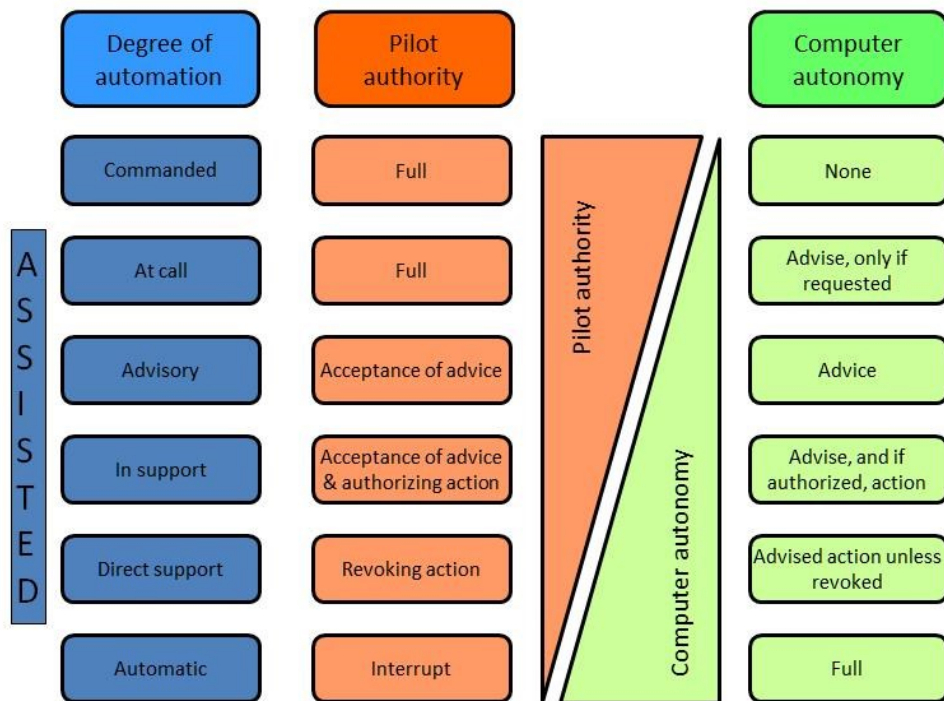 Degree of
automation
Pilot
authority
Computer
autonomy
Commanded
Full
None
ASSISTED
At call
Full
Advise, only if
requested
Advisory
Acceptance of advice
Advice
In support
Acceptance of advice
& authorizing action
Advise, and if
authorized, action
Direct support
Revoking action
Advised action unless
revoked
Automatic
Interrupt
Full
Pilot authority
Computer autonomy